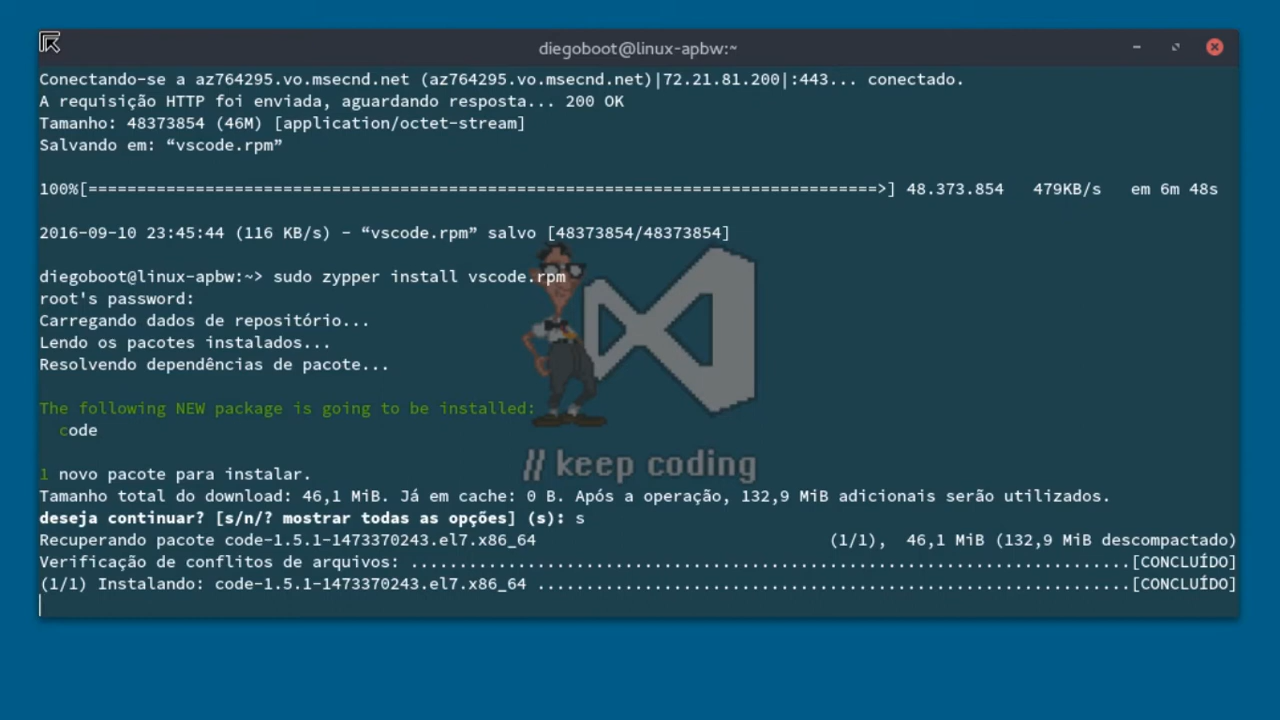 diegoboot@linux-apbw:~
Conectando-se a az764295.vo.msecnd.net (az764295.vo.msecnd.net)|72.21.81.200|:443... conectado.
A requisição HTTP foi enviada, aguardando resposta... 200 OK
Tamanho: 48373854 (46M) [application/octet-stream]
Salvando em: “vscode.rpm”
100%[=================================================================================>] 48.373.854   479KB/s   em 6m 48s
2016-09-10 23:45:44 (116 KB/s) - “vscode.rpm” salvo [48373854/48373854]
diegoboot@linux-apbw:~> sudo zypper install vscode.rpm
root's password:
Carregando dados de repositório...
Lendo os pacotes instalados...
Resolvendo dependências de pacote...
The following NEW package is going to be installed:
code
// keep coding
1 novo pacote para instalar.
Tamanho total do download: 46,1 MiB. Já em cache: 0 B. Após a operação, 132,9 MiB adicionais serão utilizados.
deseja continuar? [s/n/? mostrar todas as opções] (s): s
Recuperando pacote code-1.5.1-1473370243.el7.x86_64 (1/1),  46,1 MiB (132,9 MiB descompactado)
Verificação de conflitos de arquivos: ..........................................................................[CONCLUÍDO]
(1/1) Instalando: code-1.5.1-1473370243.el7.x86_64 .............................................................[CONCLUÍDO]